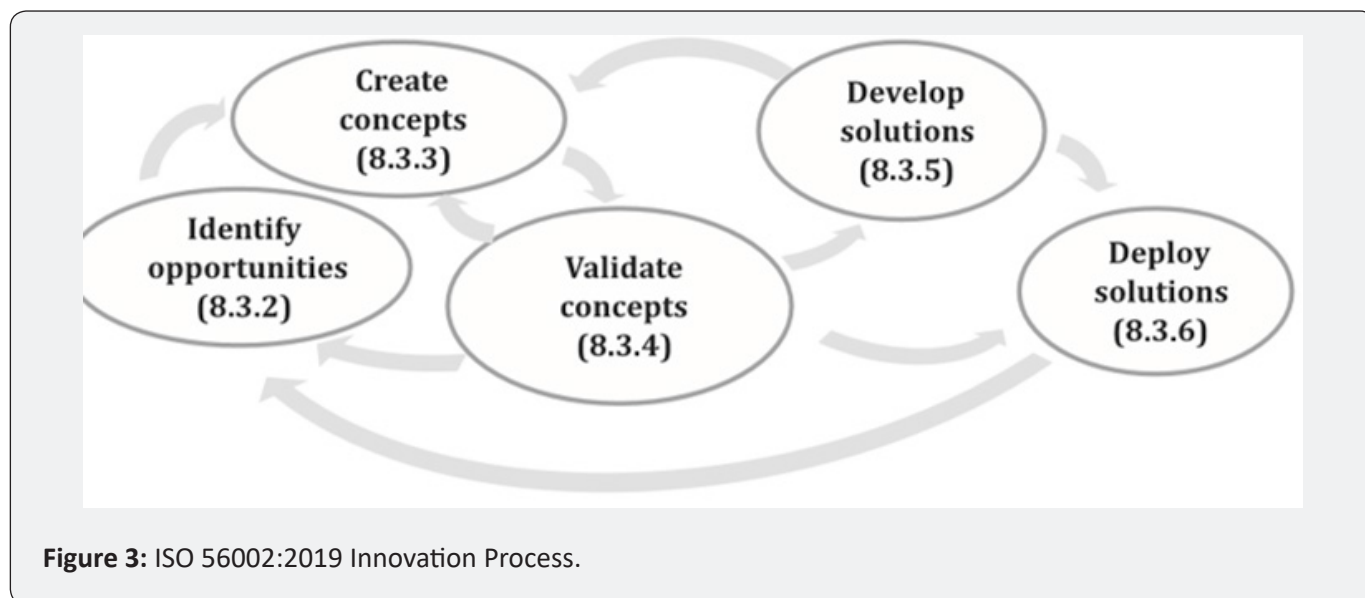 Create
concepts
(8.3.3)
Develop
solutions
(8.3.5)
Identify
opportunities
(8.3.2)
Validate
concepts
(8.3.4)
Deploy
solutions
(8.3.6)
Figure 3: ISO 56002:2019 Innovation Process.